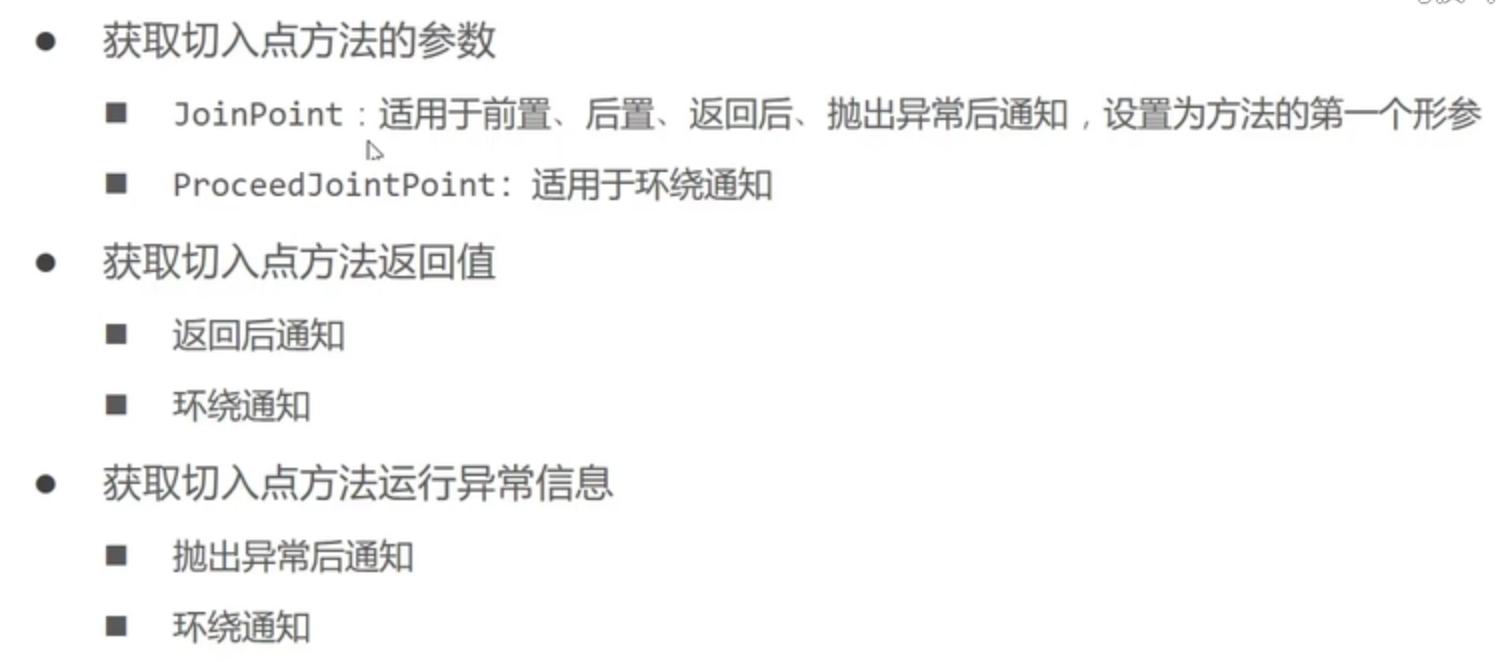 获取切入点方法的参数
JoinPoint：适用于前置、后置、返回后、抛出异常后通知，设置为方法的第一个形参
ProceedJointPoint: 适用于环绕通知
获取切入点方法返回值
返回后通知
环绕通知
获取切入点方法运行异常信息
抛出异常后通知
环绕通知